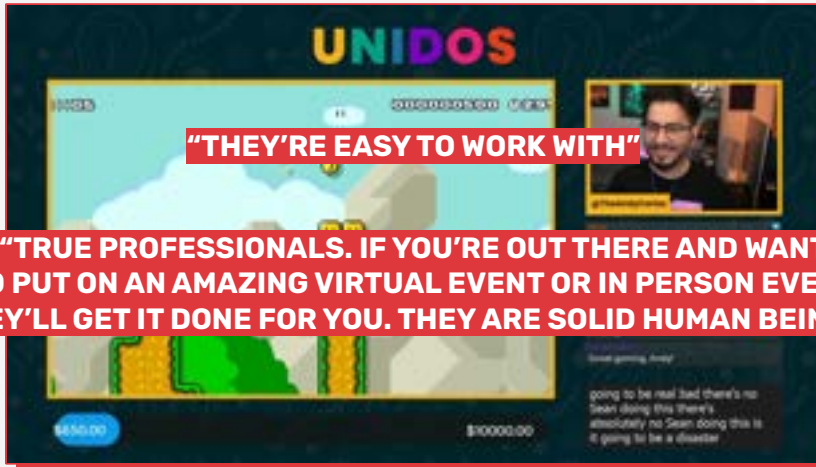 UNIDOS
“THEY’RE EASY TO WORK WITH”
“TRUE PROFESSIONALS. IF YOU’RE OUT THERE AND WANT
PUT ON AN AMAZING VIRTUAL EVENT OR IN PERSON EVE
EY’LL GET IT DONE FOR YOU. THEY ARE SOLID HUMAN BEIN
Good gaming, Andy!
going to be real bad there's no
Sean doing this there's
absolutely no Sean doing this is
it going to be a disaster
$650.00
$10000.00